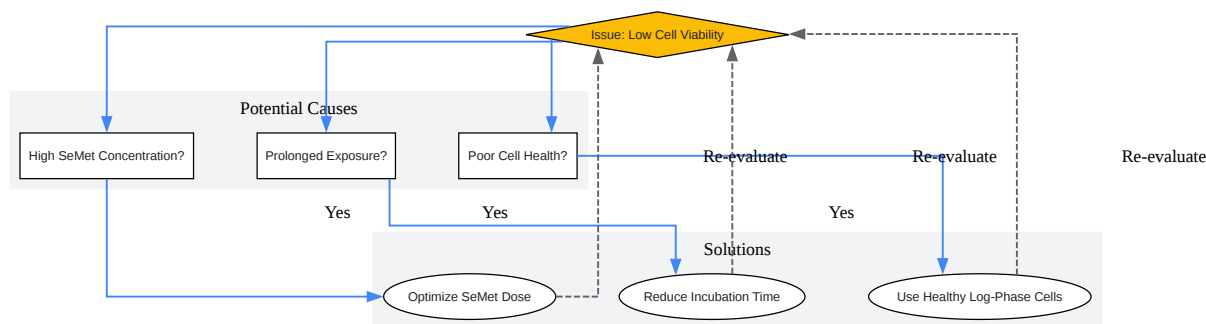 Issue: Low Cell Viability
Potential Causes
High SeMet Concentration?
Prolonged Exposure?
Poor Cell Health?
Re-evaluate
Re-evaluate
Re-evaluate
Yes
Yes
Yes
Solutions
Optimize SeMet Dose
Reduce Incubation Time
Use Healthy Log-Phase Cells